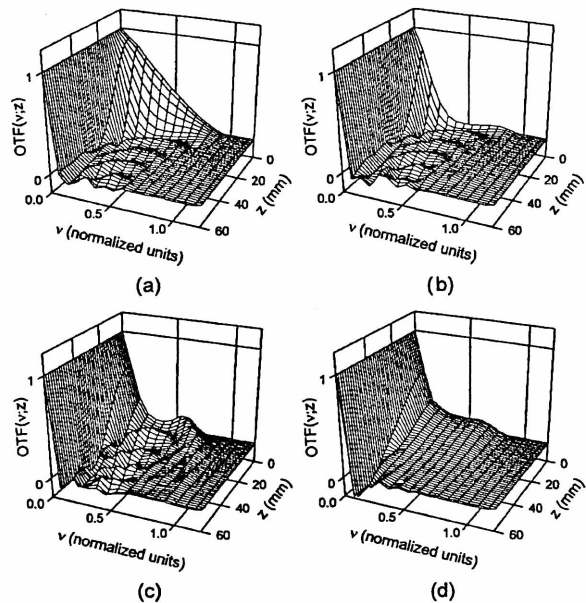 OTF(ν;z)
1
0
0.0
0.5
1.0
ν (normalized units)
0
20
40
60
z (mm)
(a)
OTF(ν;z)
1
0
0.0
0.5
1.0
ν (normalized units)
0
20
40
60
z (mm)
(b)
OTF(ν;z)
1
0
0.0
0.5
1.0
ν (normalized units)
0
20
40
60
z (mm)
(c)
OTF(ν;z)
1
0
0.0
0.5
1.0
ν (normalized units)
0
20
40
60
z (mm)
(d)